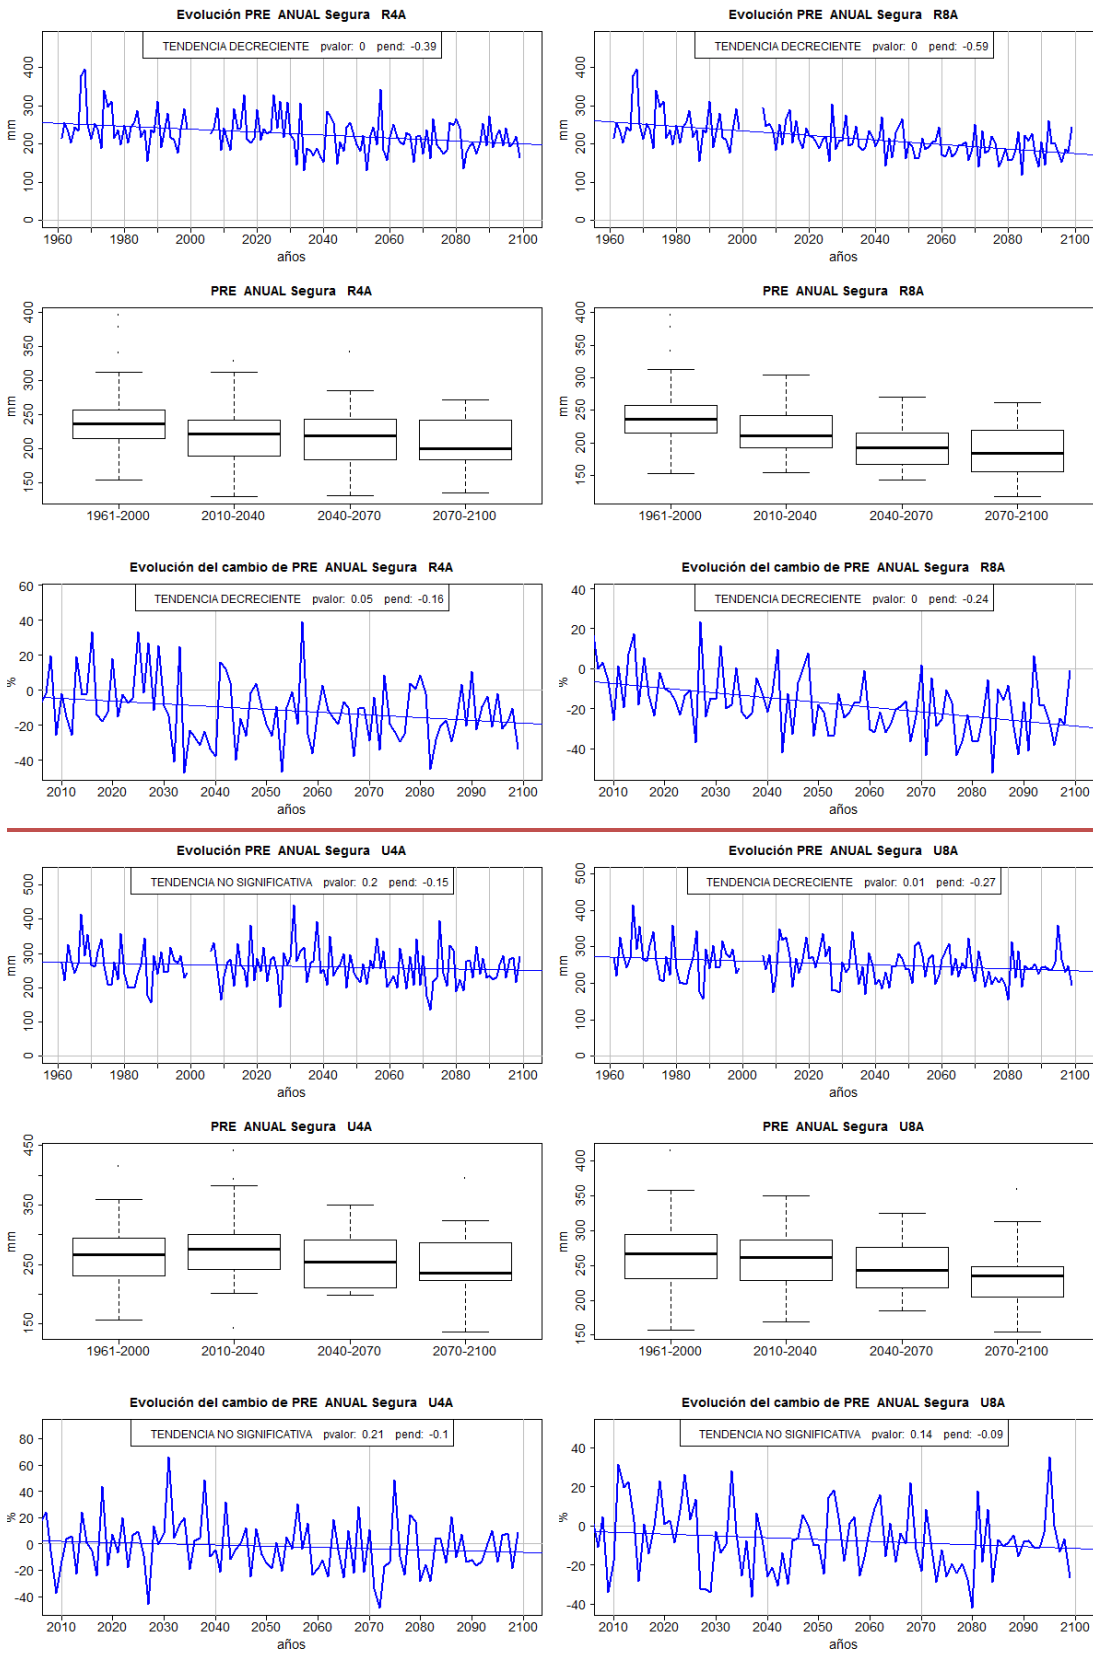 Evolución PRE ANUAL Segura R4A
TENDENCIA DECRECIENTE pvalor: 0 pend: -0.39
mm
0 100 200 300 400
1960 1980 2000 2020 2040 2060 2080 2100
años
Evolución PRE ANUAL Segura R8A
TENDENCIA DECRECIENTE pvalor: 0 pend: -0.59
mm
0 100 200 300 400
1960 1980 2000 2020 2040 2060 2080 2100
años
PRE ANUAL Segura R4A
mm
150 200 250 300 350 400
1961-2000 2010-2040 2040-2070 2070-2100
PRE ANUAL Segura R8A
mm
150 200 250 300 350 400
1961-2000 2010-2040 2040-2070 2070-2100
Evolución del cambio de PRE ANUAL Segura R4A
TENDENCIA DECRECIENTE pvalor: 0.05 pend: -0.16
%
60 40 20 0 -20 -40
2010 2020 2030 2040 2050 2060 2070 2080 2090 2100
años
Evolución del cambio de PRE ANUAL Segura R8A
TENDENCIA DECRECIENTE pvalor: 0 pend: -0.24
%
40 20 0 -20 -40
2010 2020 2030 2040 2050 2060 2070 2080 2090 2100
años
Evolución PRE ANUAL Segura U4A
TENDENCIA NO SIGNIFICATIVA pvalor: 0.2 pend: -0.15
mm
0 100 200 300 400 500
1960 1980 2000 2020 2040 2060 2080 2100
años
Evolución PRE ANUAL Segura U8A
TENDENCIA DECRECIENTE pvalor: 0.01 pend: -0.27
mm
0 100 200 300 400 500
1960 1980 2000 2020 2040 2060 2080 2100
años
PRE ANUAL Segura U4A
mm
150 250 350 450
1961-2000 2010-2040 2040-2070 2070-2100
PRE ANUAL Segura U8A
mm
150 200 250 300 350 400
1961-2000 2010-2040 2040-2070 2070-2100
Evolución del cambio de PRE ANUAL Segura U4A
TENDENCIA NO SIGNIFICATIVA pvalor: 0.21 pend: -0.1
%
80 60 40 20 0 -20 -40
2010 2020 2030 2040 2050 2060 2070 2080 2090 2100
años
Evolución del cambio de PRE ANUAL Segura U8A
TENDENCIA NO SIGNIFICATIVA pvalor: 0.14 pend: -0.09
%
40 20 0 -20 -40
2010 2020 2030 2040 2050 2060 2070 2080 2090 2100
años